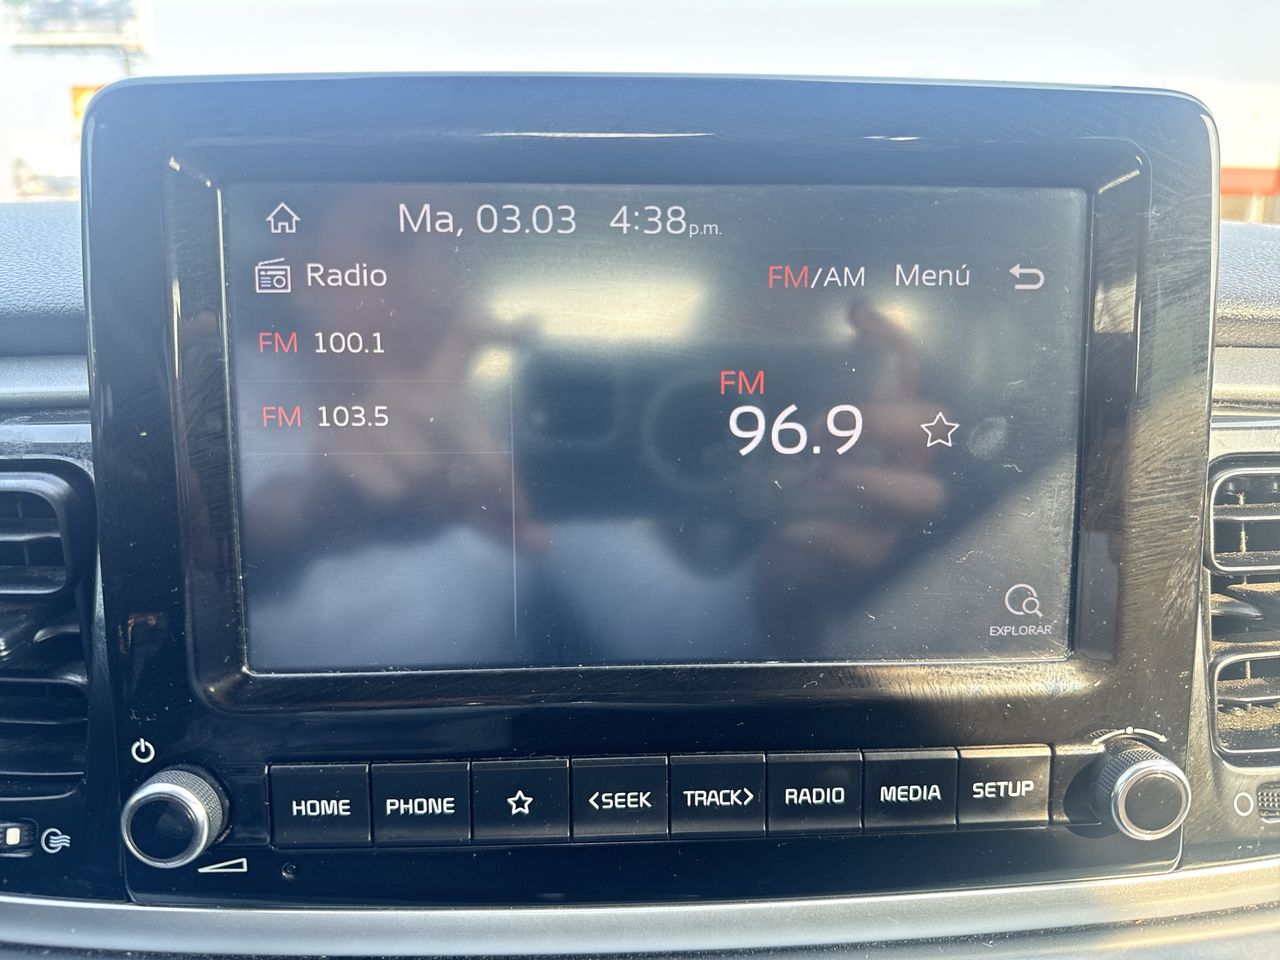 Ma, 03.03 4:38p.m.
Radio FM/AM Menú
FM 100.1
FM 103.5
FM
96.9
EXPLORAR
HOME PHONE <SEEK TRACK> RADIO MEDIA SETUP